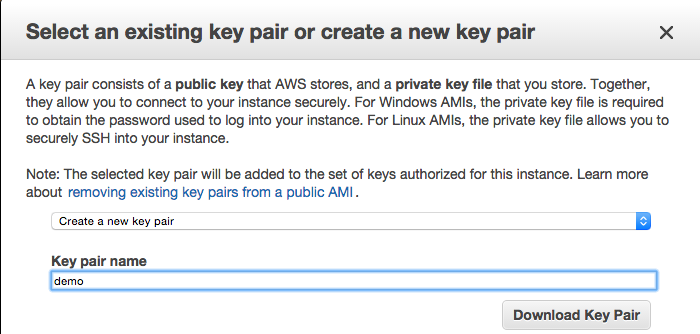 Select an existing key pair or create a new key pair
A key pair consists of a public key that AWS stores, and a private key file that you store. Together,
they allow you to connect to your instance securely. For Windows AMIs, the private key file is required
to obtain the password used to log into your instance. For Linux AMIs, the private key file allows you to
securely SSH into your instance.
Note: The selected key pair will be added to the set of keys authorized for this instance. Learn more
about removing existing key pairs from a public AMI .
Create a new key pair
Key pair name
demo
Download Key Pair